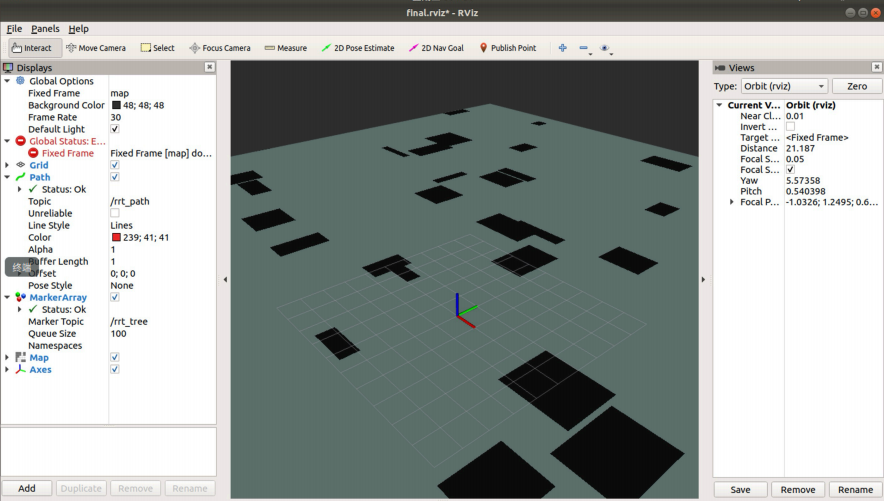 final.rviz* - RViz
File Panels Help
Interact Move Camera Select Focus Camera Measure 2D Pose Estimate 2D Nav Goal Publish Point
Displays
Global Options
Fixed Frame map
Background Color 48; 48; 48
Frame Rate 30
Default Light
Global Status: E...
Fixed Frame Fixed Frame [map] do...
Grid
Path
Status: Ok
Topic /rrt_path
Unreliable
Line Style Lines
Color 239; 41; 41
Alpha 1
Buffer Length 1
终端
Offset 0; 0; 0
Pose Style None
MarkerArray
Status: Ok
Marker Topic /rrt_tree
Queue Size 100
Namespaces
Map
Axes
Add Duplicate Remove Rename
Views
Type: Orbit (rviz) Zero
Current V... Orbit (rviz)
Near Cl... 0.01
Invert ...
Target ... <Fixed Frame>
Distance 21.187
Focal S... 0.05
Focal S...
Yaw 5.57358
Pitch 0.540398
Focal P... -1.0326; 1.2495; 0.6...
Save Remove Rename